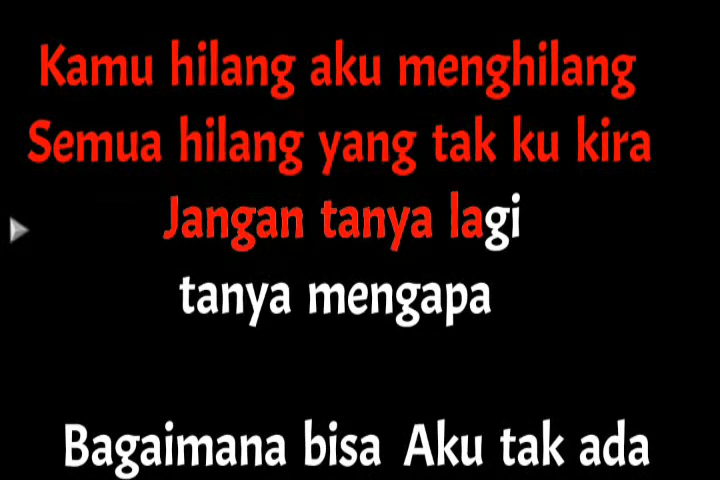 Kamu hilang aku menghilang
Semua hilang yang tak ku kira
Jangan tanya lagi
tanya mengapa
Bagaimana bisa Aku tak ada